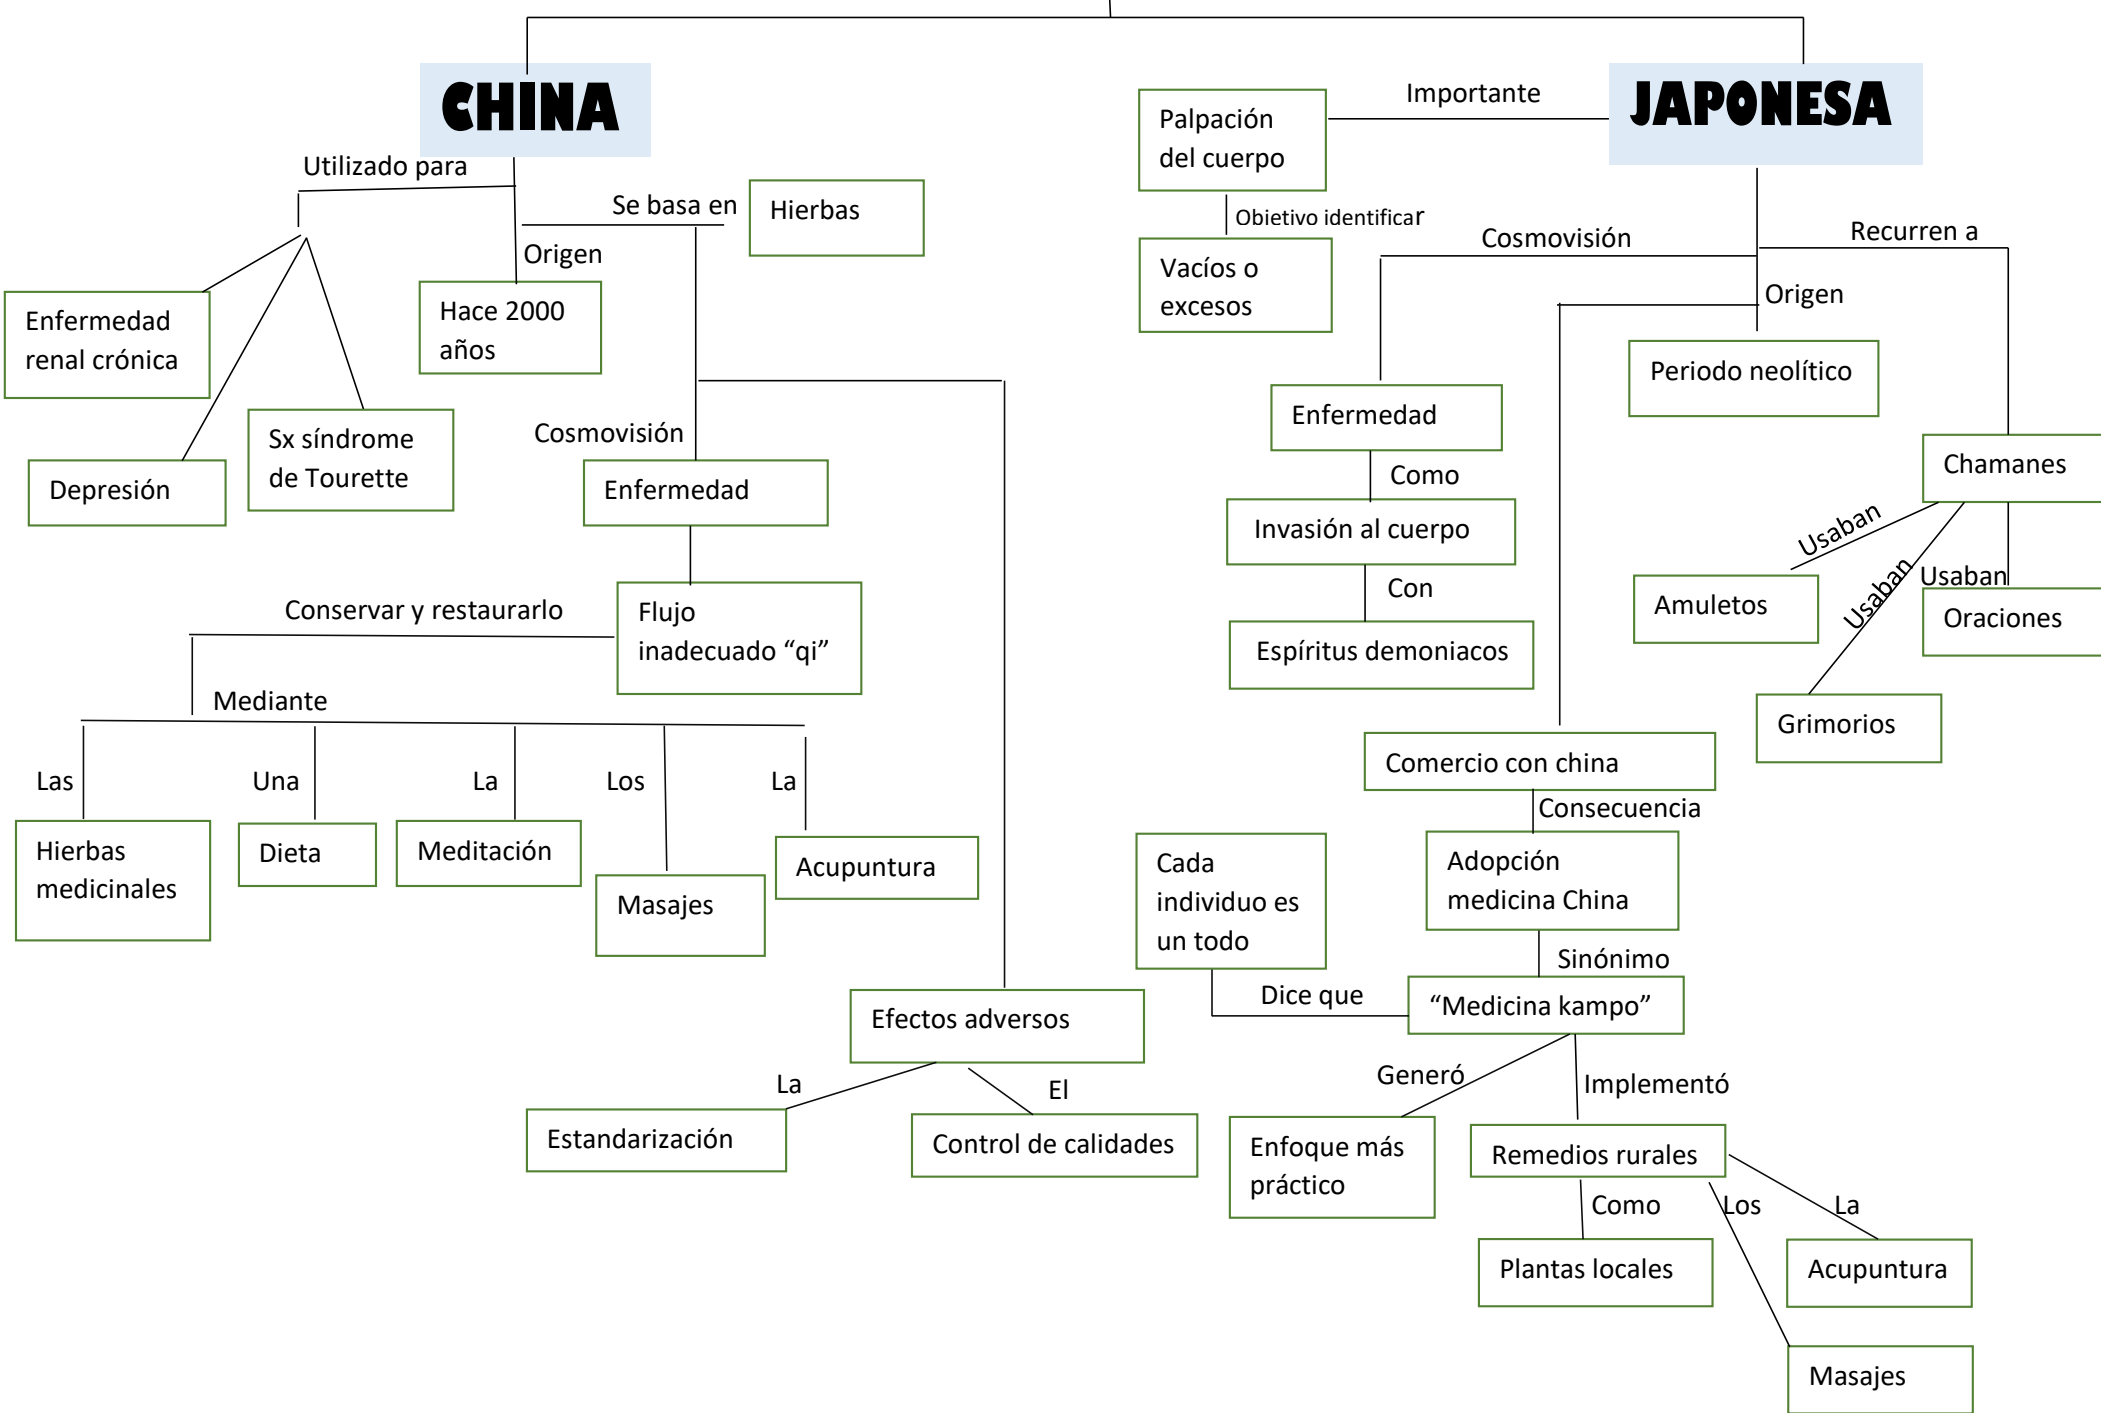 CHINA
Utilizado para
Se basa en
Hierbas
Origen
Hace 2000
años
Enfermedad
renal crónica
Depresión
Sx síndrome
de Tourette
Cosmovisión
Enfermedad
Flujo
inadecuado “qi”
Conservar y restaurarlo
Mediante
Las
Una
La
Los
La
Hierbas
medicinales
Dieta
Meditación
Masajes
Acupuntura
Efectos adversos
La
El
Estandarización
Control de calidades
JAPONESA
Importante
Palpación
del cuerpo
Obietivo identificar
Vacíos o
excesos
Cosmovisión
Recurren a
Origen
Periodo neolítico
Enfermedad
Como
Invasión al cuerpo
Con
Espíritus demoniacos
Chamanes
Usaban
Usaban
Usaban
Amuletos
Oraciones
Grimorios
Comercio con china
Consecuencia
Adopción
medicina China
Sinónimo
“Medicina kampo”
Dice que
Cada
individuo es
un todo
Generó
Implementó
Enfoque más
práctico
Remedios rurales
Como
Los
La
Plantas locales
Acupuntura
Masajes